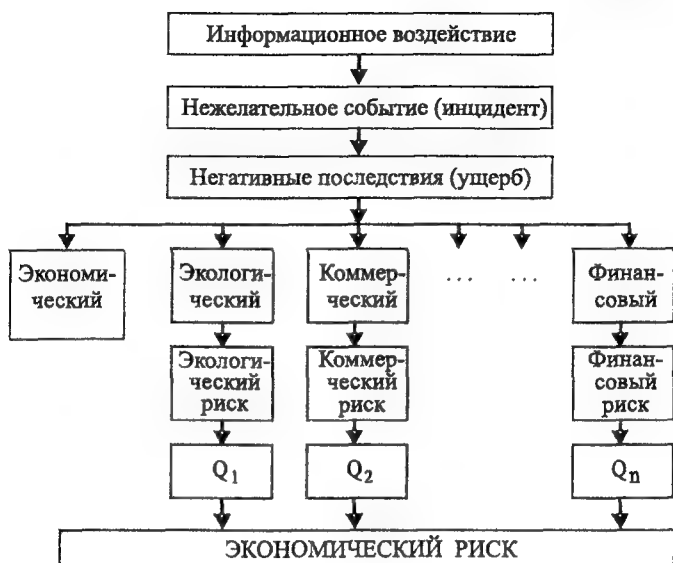 Информационное воздействие
Нежелательное событие (инцидент)
Негативные последствия (ущерб)
Экономи-
ческий
Экологи-
ческий
Коммер-
ческий
... ...
Финан-
совый
Экологи-
ческий
риск
Коммер-
ческий
риск
Финан-
совый
риск
Q1
Q2
Qn
ЭКОНОМИЧЕСКИЙ РИСК